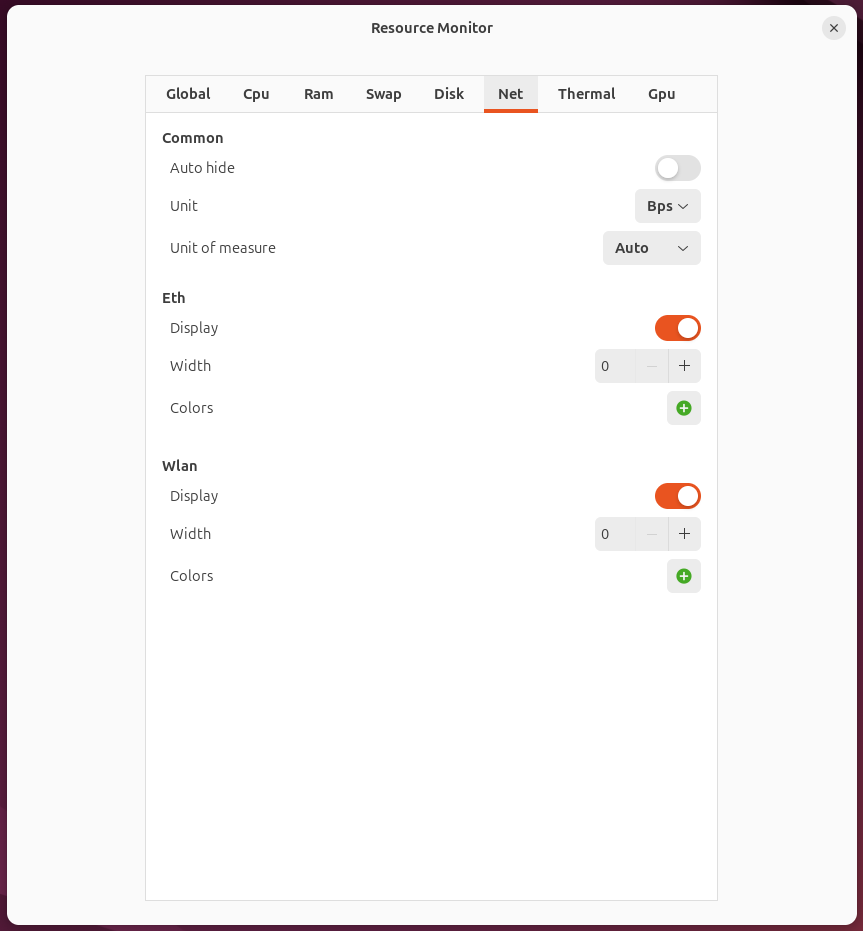 Resource Monitor
Global Cpu Ram Swap Disk Net Thermal Gpu
Common
Auto hide
Unit Bps
Unit of measure Auto
Eth
Display
Width 0
Colors
Wlan
Display
Width 0
Colors